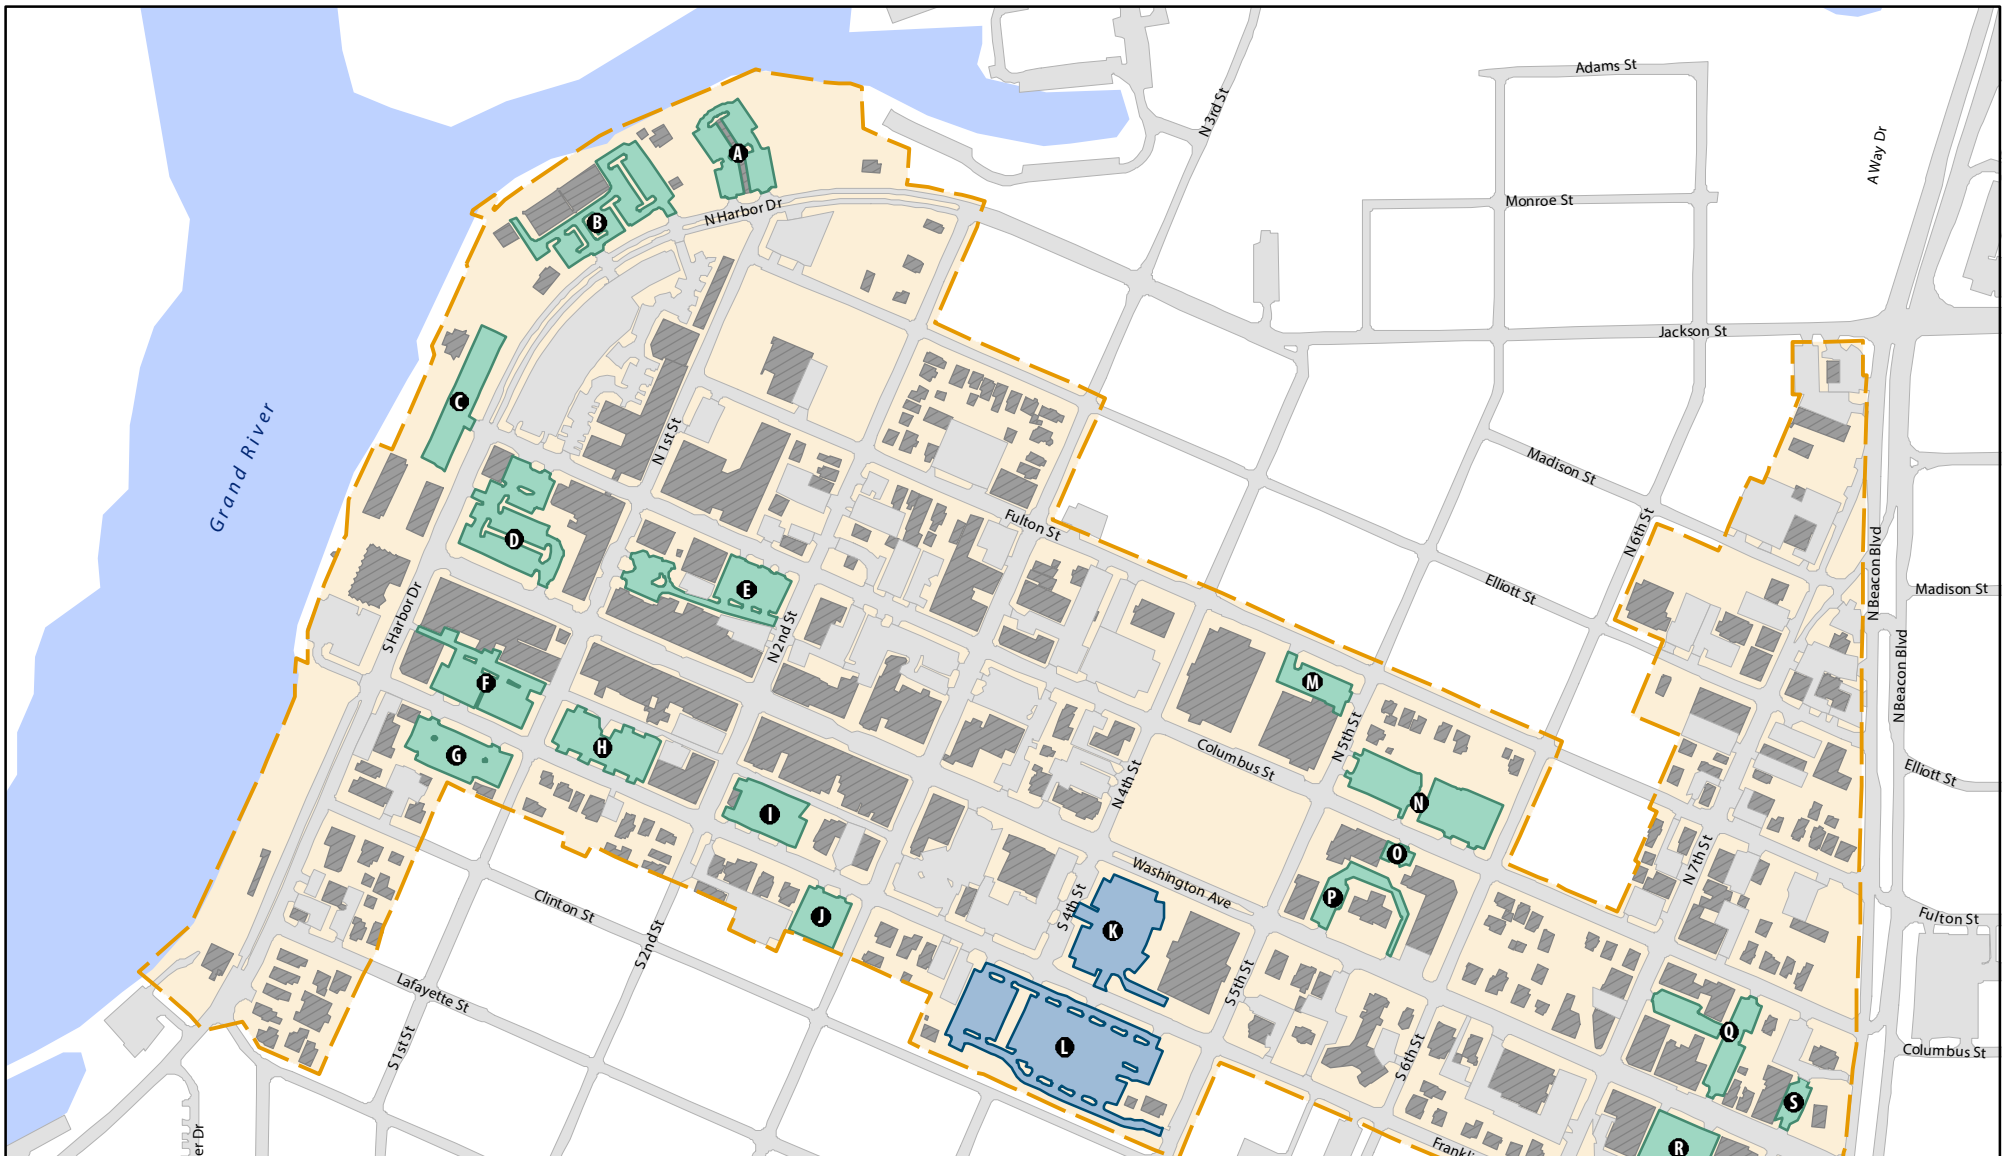 Adams St
N 3rd St
A Way Dr
A
Monroe St
B
N Harbor Dr
Jackson St
C
N 1st St
Grand River
Madison St
Fulton St
N 6th St
D
N Beacon Blvd
Elliott St
E
Madison St
S Harbor Dr
N 2nd St
N Beacon Blvd
F
M
N 5th St
H
G
Columbus St
Elliott St
N 4th St
N
I
O
N 7th St
Washington Ave
P
Clinton St
S 4th St
J
Fulton St
K
S 2nd St
S 5th St
Lafayette St
Q
S 1st St
L
S 6th St
Columbus St
S
er Dr
Frankli
R